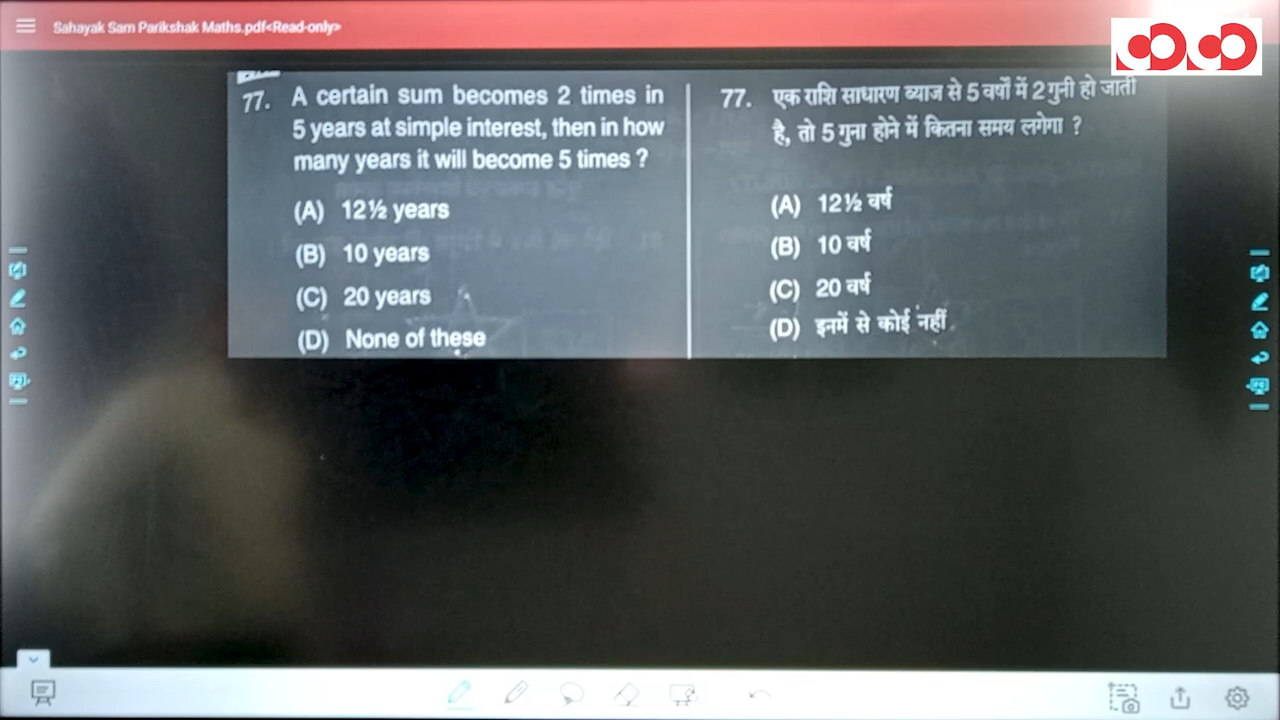 Sahayak Sam Parikshak Maths.pdf<Read-only>
77. A certain sum becomes 2 times in
5 years at simple interest, then in how
many years it will become 5 times ?
(A) 12½ years
(B) 10 years
(C) 20 years
(D) None of these
77. एक राशि साधारण ब्याज से 5 वर्षों में 2 गुनी हो जाती
है, तो 5 गुना होने में कितना समय लगेगा ?
(A) 12½ वर्ष
(B) 10 वर्ष
(C) 20 वर्ष
(D) इनमें से कोई नहीं